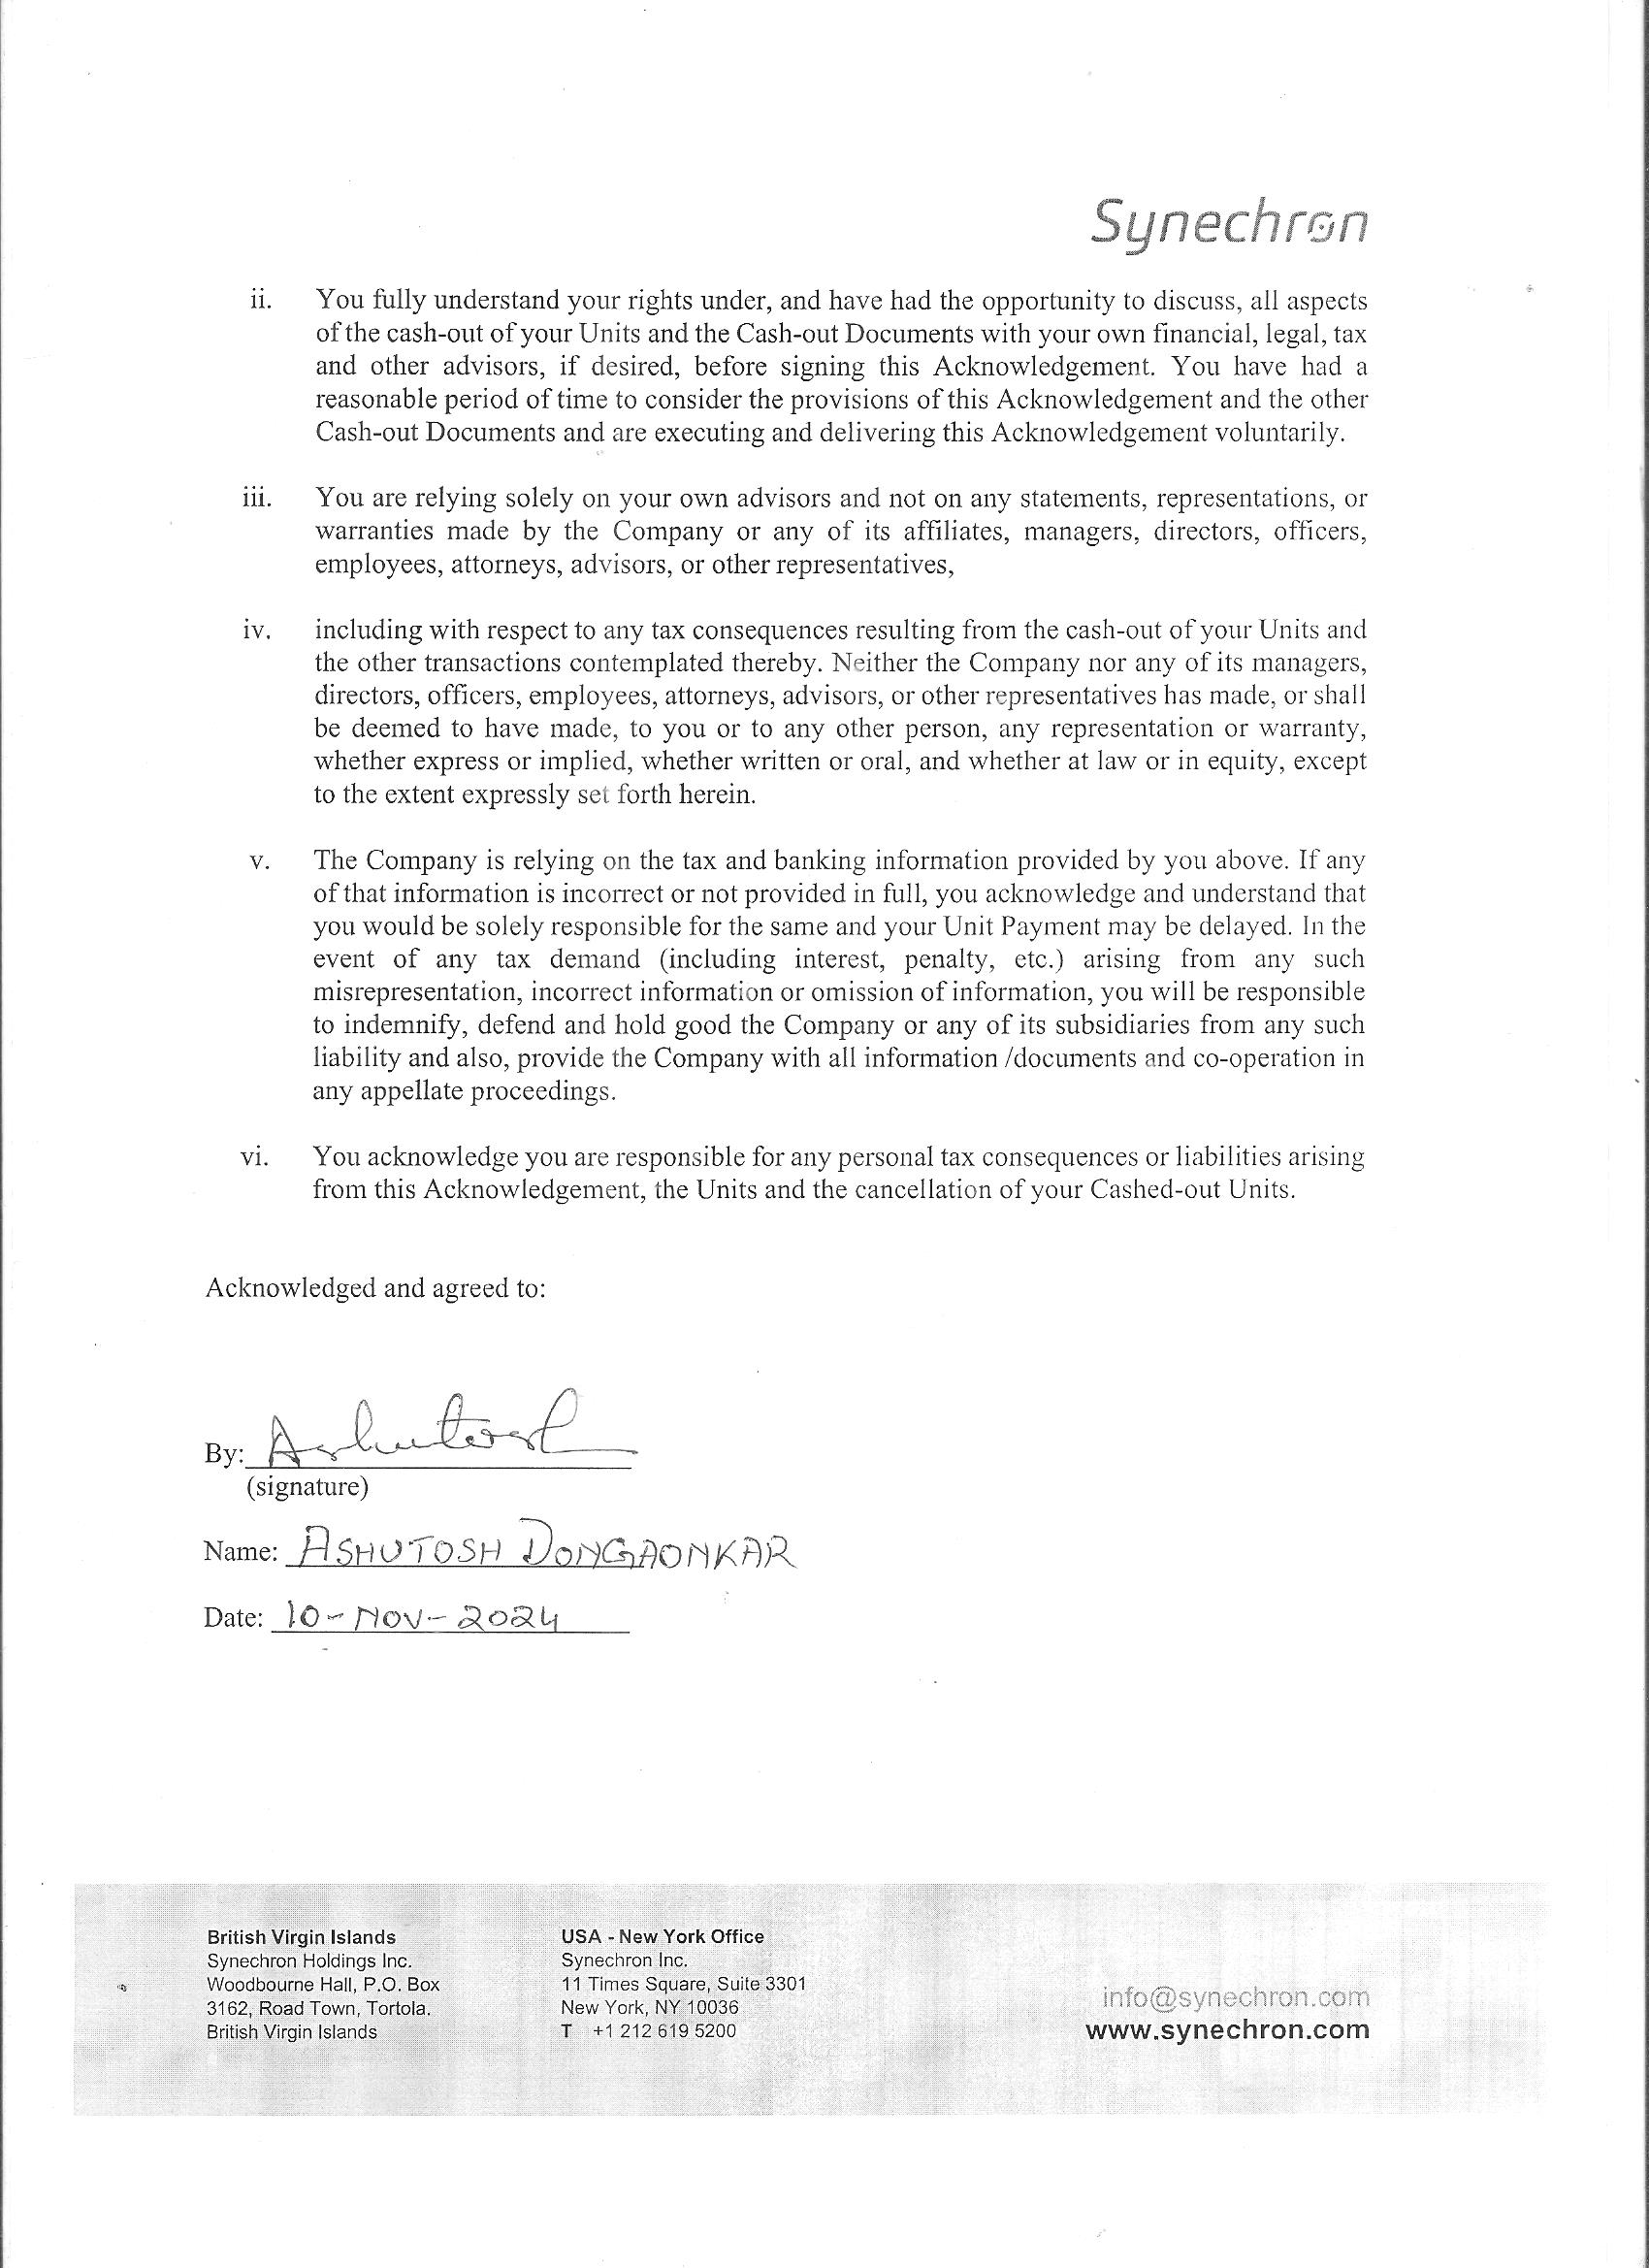 Synechron
ii. You fully understand your rights under, and have had the opportunity to discuss, all aspects
of the cash-out of your Units and the Cash-out Documents with your own financial, legal, tax
and other advisors, if desired, before signing this Acknowledgement. You have had a
reasonable period of time to consider the provisions of this Acknowledgement and the other
Cash-out Documents and are executing and delivering this Acknowledgement voluntarily.
iii. You are relying solely on your own advisors and not on any statements, representations, or
warranties made by the Company or any of its affiliates, managers, directors, officers,
employees, attorneys, advisors, or other representatives,
iv. including with respect to any tax consequences resulting from the cash-out of your Units and
the other transactions contemplated thereby. Neither the Company nor any of its managers,
directors, officers, employees, attorneys, advisors, or other representatives has made, or shall
be deemed to have made, to you or to any other person, any representation or warranty,
whether express or implied, whether written or oral, and whether at law or in equity, except
to the extent expressly set forth herein.
v. The Company is relying on the tax and banking information provided by you above. If any
of that information is incorrect or not provided in full, you acknowledge and understand that
you would be solely responsible for the same and your Unit Payment may be delayed. In the
event of any tax demand (including interest, penalty, etc.) arising from any such
misrepresentation, incorrect information or omission of information, you will be responsible
to indemnify, defend and hold good the Company or any of its subsidiaries from any such
liability and also, provide the Company with all information /documents and co-operation in
any appellate proceedings.
vi. You acknowledge you are responsible for any personal tax consequences or liabilities arising
from this Acknowledgement, the Units and the cancellation of your Cashed-out Units.
Acknowledged and agreed to:
By: Ashutosh
(signature)
Name: ASHUTOSH DONGAONKAR
Date: 10-NOV-2024
British Virgin Islands
Synechron Holdings Inc.
Woodbourne Hall, P.O. Box
3162, Road Town, Tortola.
British Virgin Islands
USA - New York Office
Synechron Inc.
11 Times Square, Suite 3301
New York, NY 10036
T +1 212 619 5200
info@synechron.com
www.synechron.com